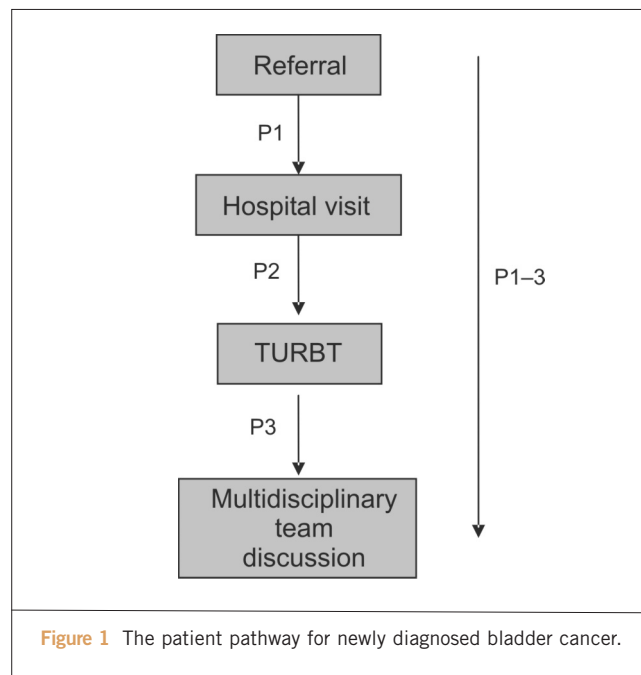 Referral
P1
Hospital visit
P2
P1–3
TURBT
P3
Multidisciplinary
team
discussion
Figure 1 The patient pathway for newly diagnosed bladder cancer.